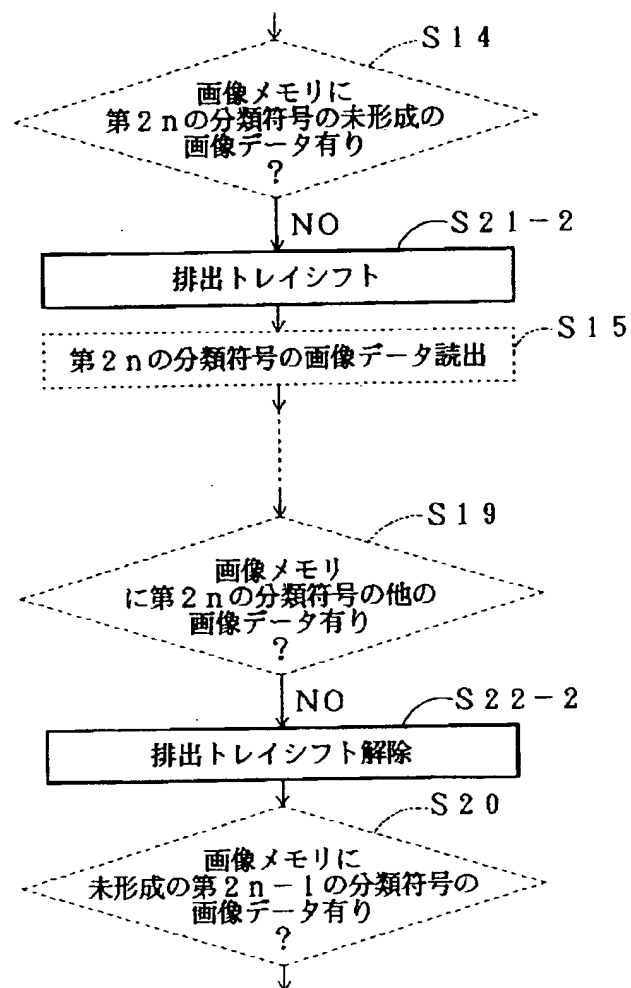 S14
画像メモリに
第2nの分類符号の未形成の
画像データ有り
?
NO
S21-2
排出トレイシフト
S15
第2nの分類符号の画像データ読出
S19
画像メモリ
に第2nの分類符号の他の
画像データ有り
?
NO
S22-2
排出トレイシフト解除
S20
画像メモリに
未形成の第2n-1の分類符号の
画像データ有り
?